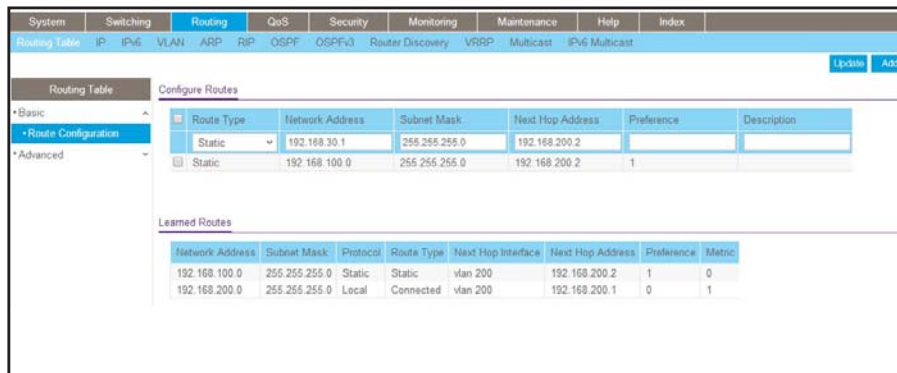 System Switching Routing QoS Security Monitoring Maintenance Help Index
Routing Table IP IPv6 VLAN ARP RIP OSPF OSPFv3 Router Discovery VRRP Multicast IPv6 Multicast
Update Add
Routing Table
Basic
Route Configuration
Advanced
Configure Routes
Route Type Network Address Subnet Mask Next Hop Address Preference Description
Static 192.168.30.1 255.255.255.0 192.168.200.2
Static 192.168.100.0 255.255.255.0 192.168.200.2 1
Learned Routes
Network Address Subnet Mask Protocol Route Type Next Hop Interface Next Hop Address Preference Metric
192.168.100.0 255.255.255.0 Static Static vlan 200 192.168.200.2 1 0
192.168.200.0 255.255.255.0 Local Connected vlan 200 192.168.200.1 0 1